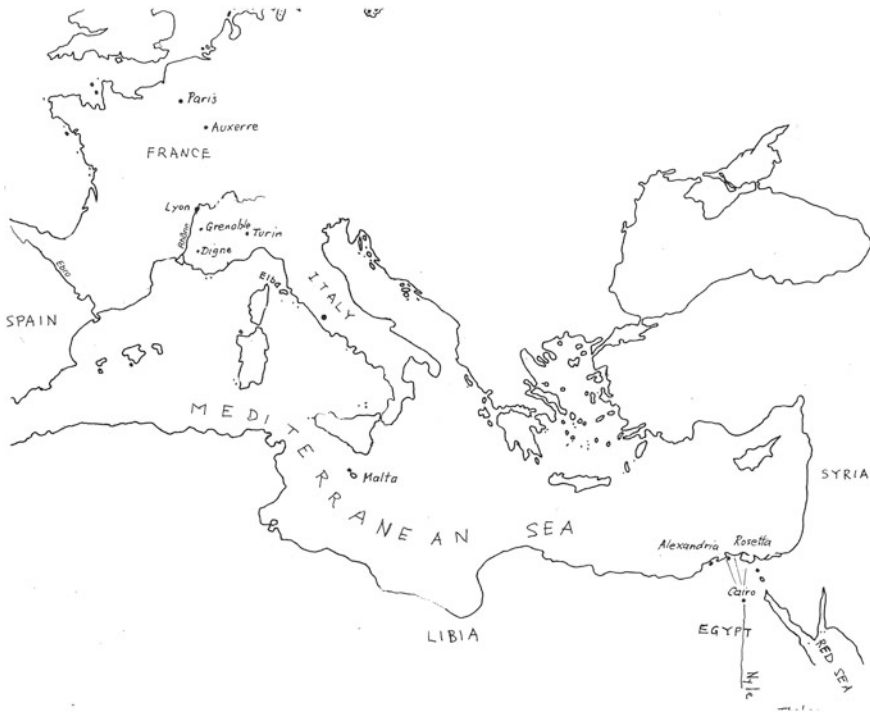 Paris
Auxerre
FRANCE
Lyon
Grenoble
Turin
Rhône
Digne
Ebro
Elba
ITALY
SPAIN
MEDITERRANEAN SEA
Malta
SYRIA
Alexandria
Rosetta
Cairo
LIBIA
EGYPT
RED SEA
Nyle